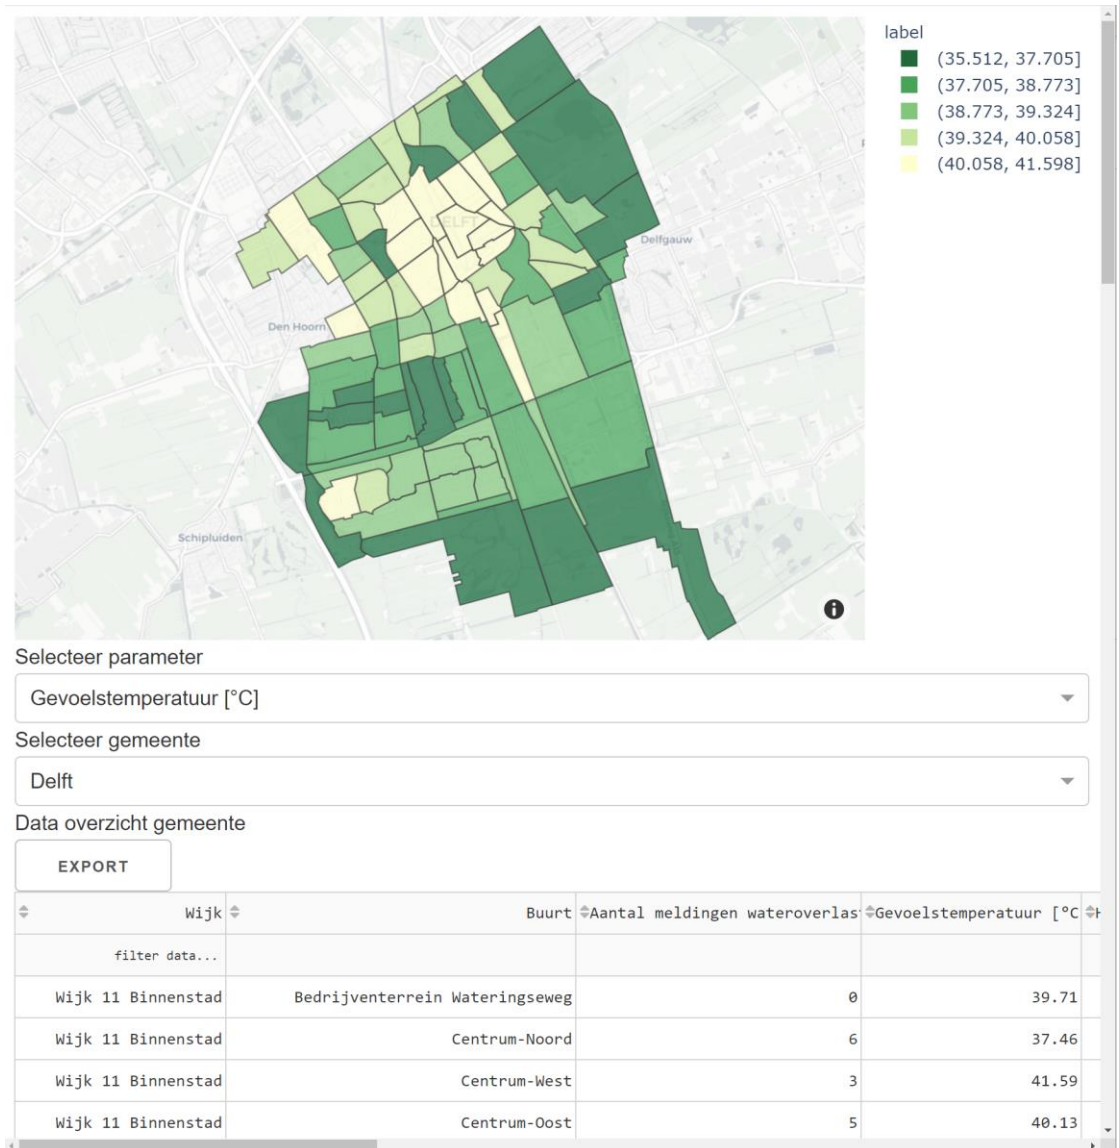 label
(35.512, 37.705]
(37.705, 38.773]
(38.773, 39.324]
(39.324, 40.058]
(40.058, 41.598]
DELFT
Delfgauw
Den Hoorn
Schipluiden
Selecteer parameter
Gevoelstemperatuur [°C]
Selecteer gemeente
Delft
Data overzicht gemeente
EXPORT
Wijk Buurt Aantal meldingen wateroverlas Gevoelstemperatuur [°C H
filter data...
Wijk 11 Binnenstad Bedrijventerrein Wateringseweg 0 39.71
Wijk 11 Binnenstad Centrum-Noord 6 37.46
Wijk 11 Binnenstad Centrum-West 3 41.59
Wijk 11 Binnenstad Centrum-Oost 5 40.13